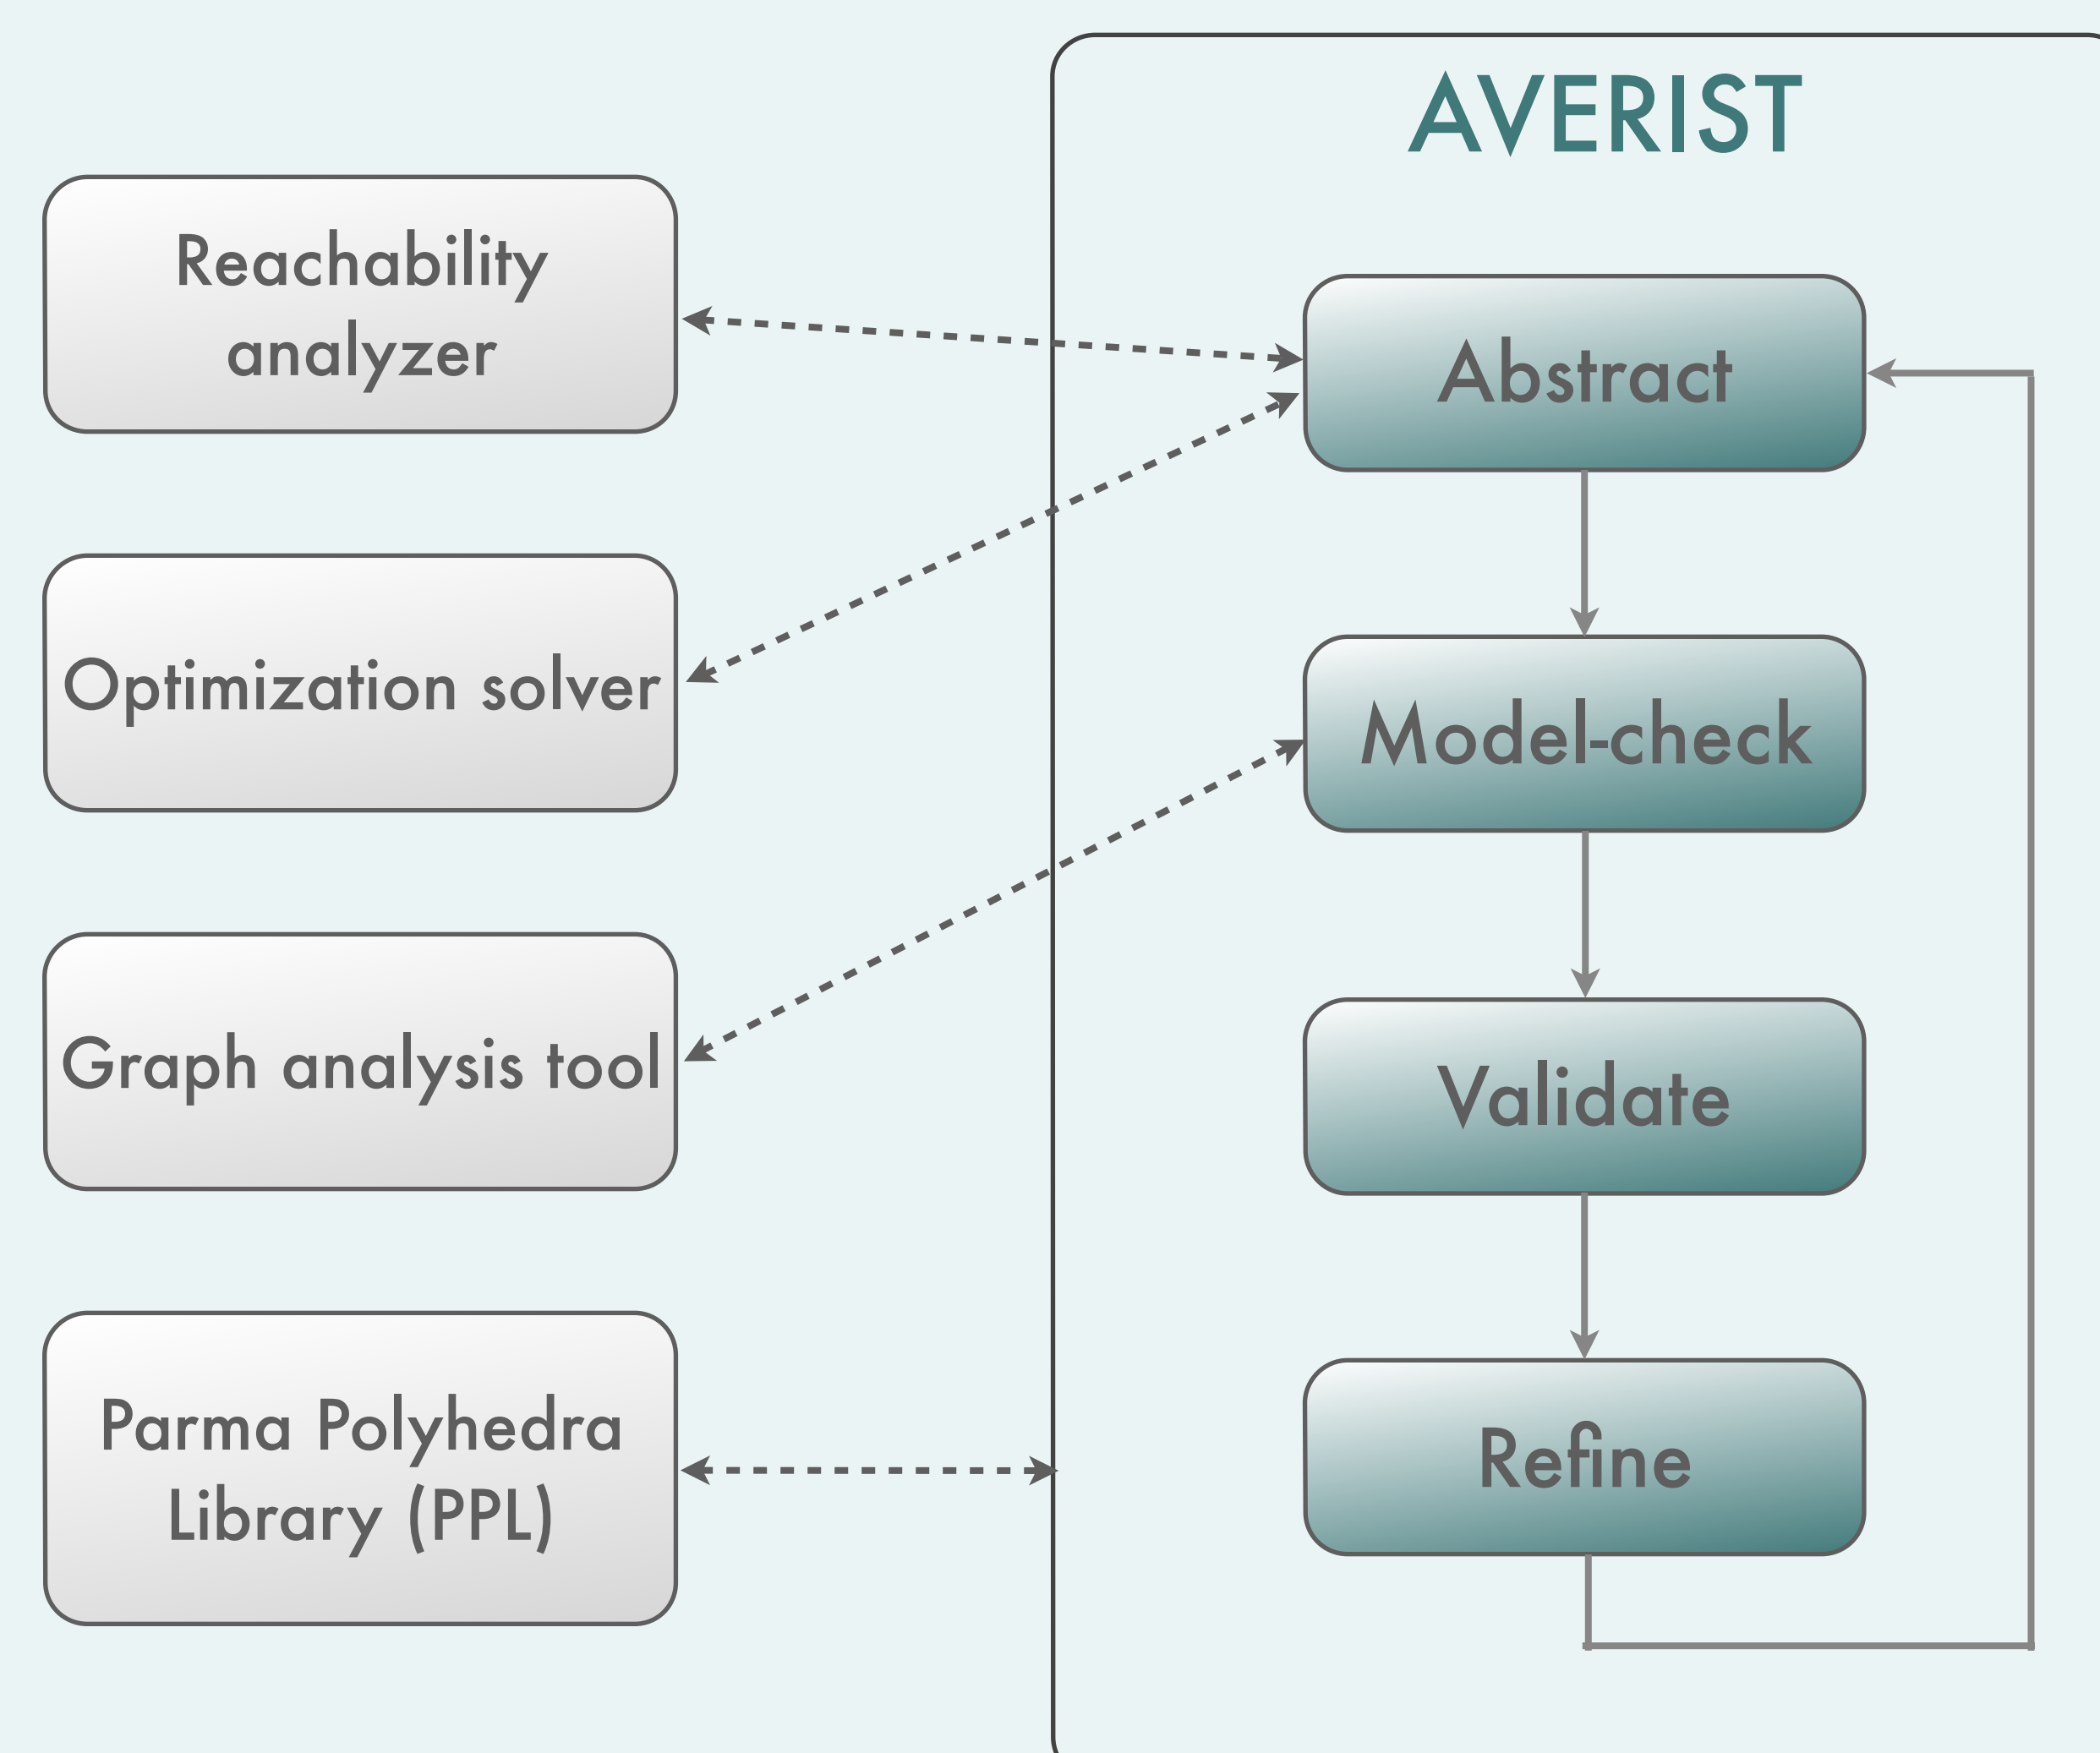 AVERIST
Reachability
analyzer
Optimization solver
Graph analysis tool
Parma Polyhedra
Library (PPL)
Abstract
Model-check
Validate
Refine